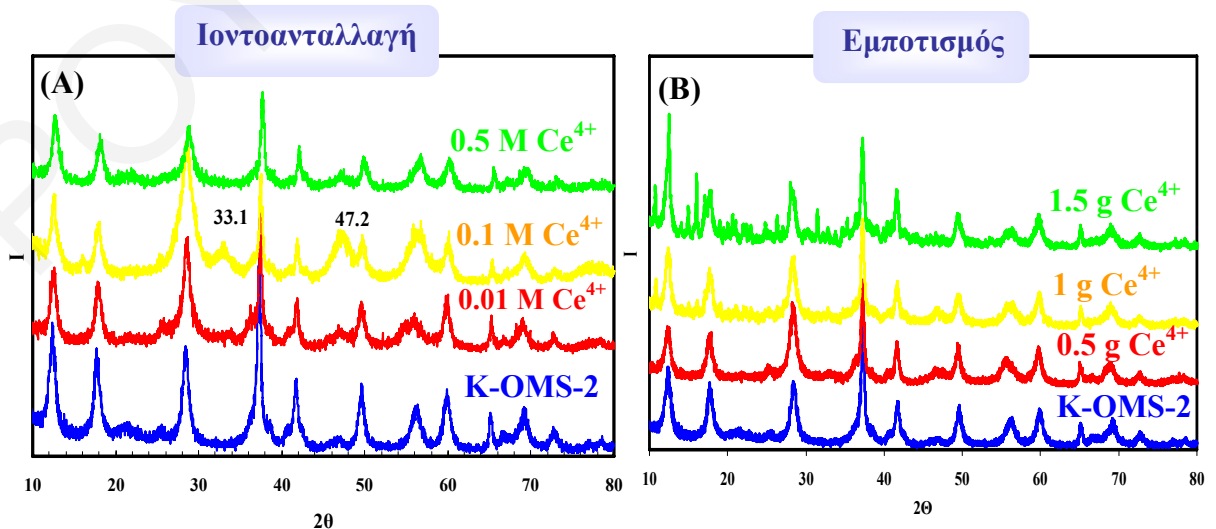 Ιοντοανταλλαγή
(A)
0.5 M Ce4+
33.1
47.2
0.1 M Ce4+
0.01 M Ce4+
K-OMS-2
I
10 20 30 40 50 60 70 80
2θ
Εμποτισμός
(B)
1.5 g Ce4+
1 g Ce4+
0.5 g Ce4+
K-OMS-2
I
10 20 30 40 50 60 70 80
2Θ